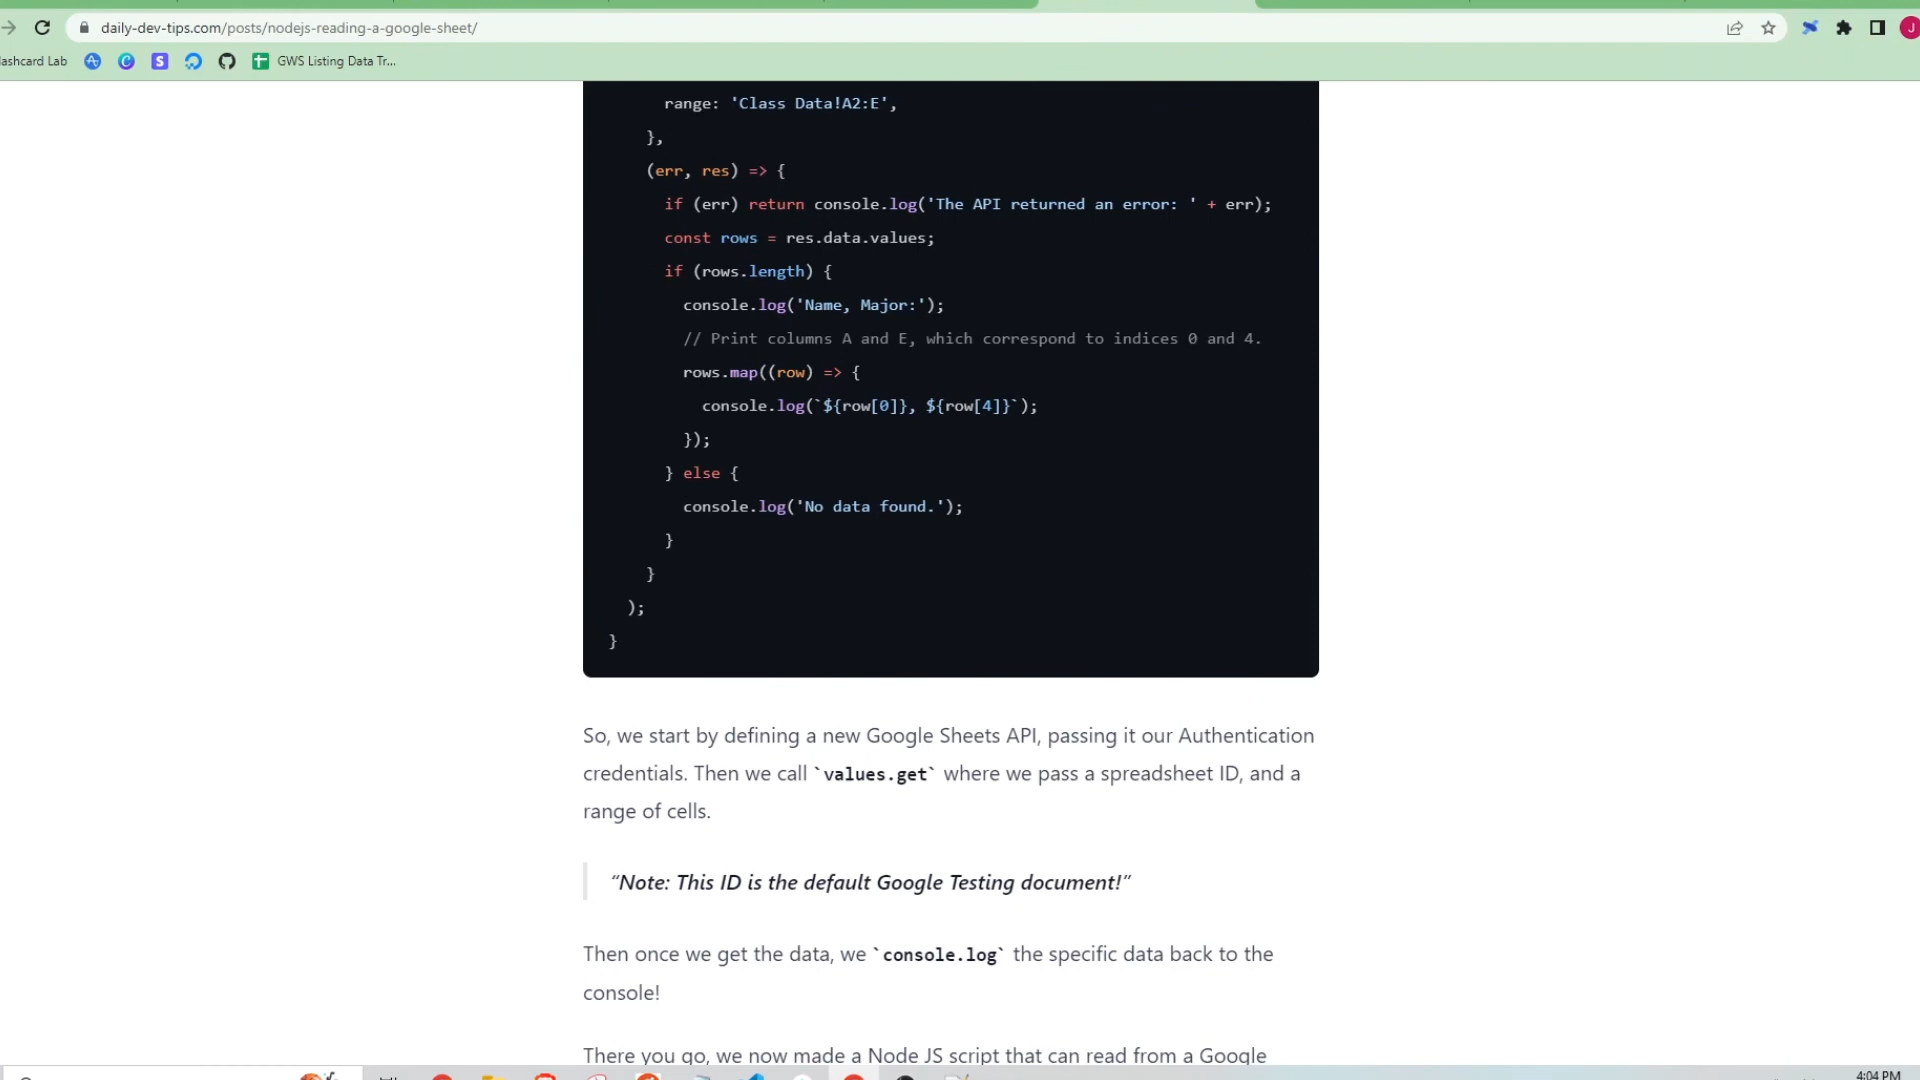 daily-dev-tips.com/posts/nodejs-reading-a-google-sheet/
J
ashcard Lab
C
S
GWS Listing Data Tr...
range: 'Class Data!A2:E',
},
(err, res) => {
if (err) return console.log('The API returned an error: ' + err);
const rows = res.data.values;
if (rows.length) {
console.log('Name, Major:');
// Print columns A and E, which correspond to indices 0 and 4.
rows.map((row) => {
console.log(`${row[0]}, ${row[4]}`);
});
} else {
console.log('No data found.');
}
}
);
}
So, we start by defining a new Google Sheets API, passing it our Authentication
credentials. Then we call `values.get` where we pass a spreadsheet ID, and a
range of cells.
“Note: This ID is the default Google Testing document!”
Then once we get the data, we `console.log` the specific data back to the
console!
There you go, we now made a Node JS script that can read from a Google
4:04 PM